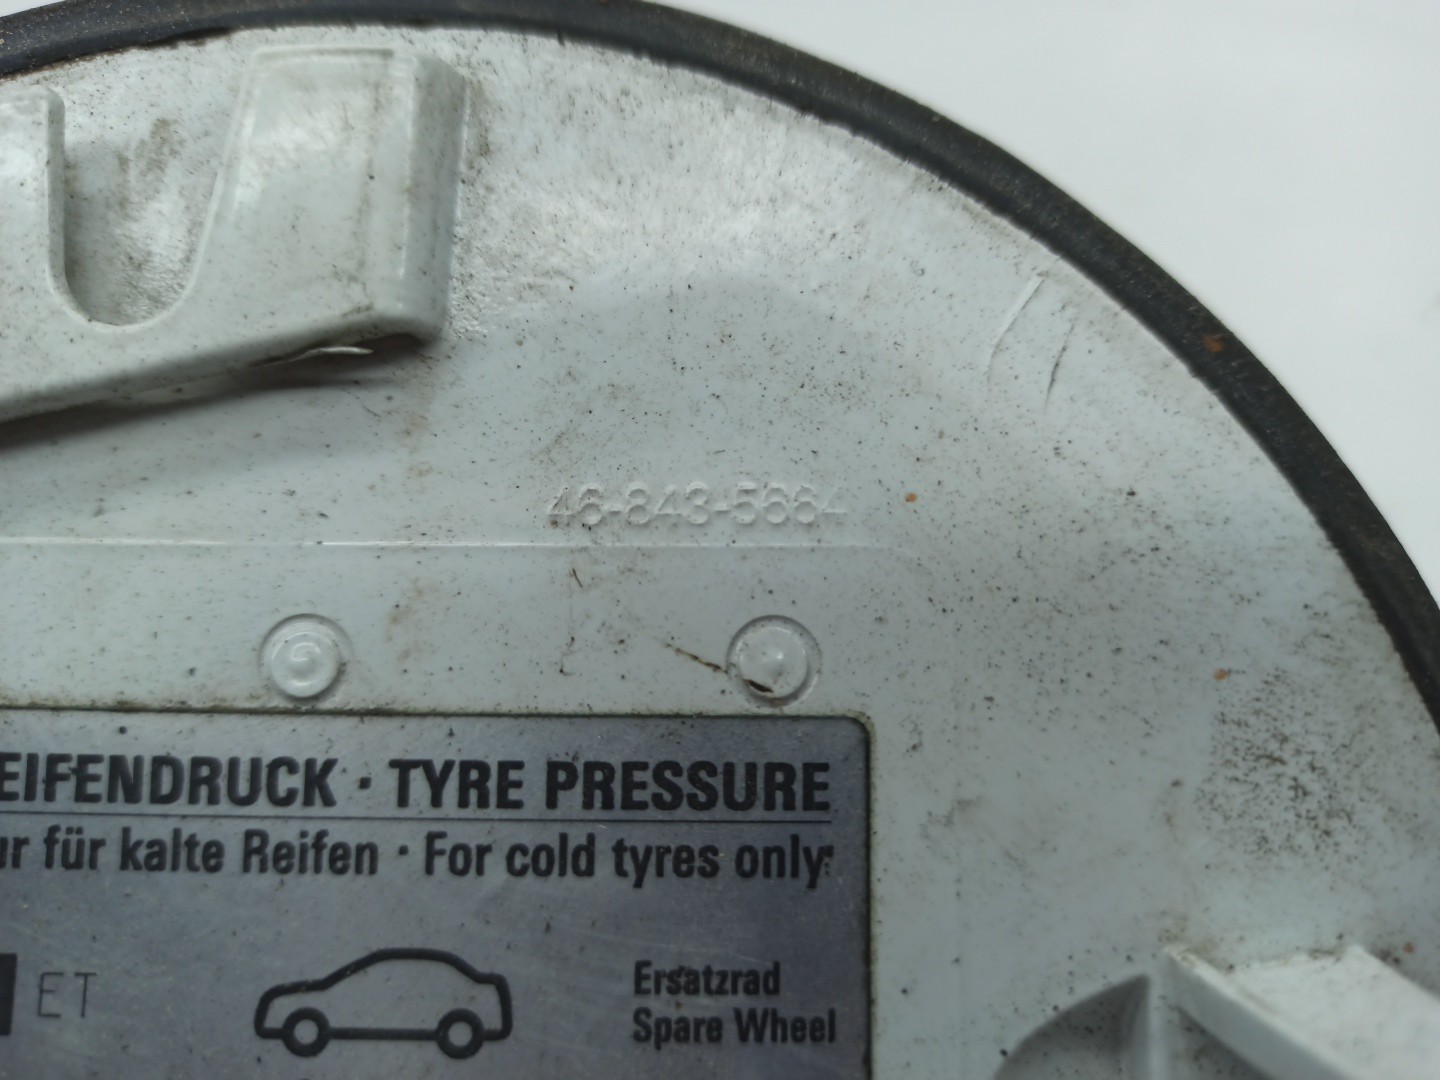 46-843-5664
EIFENDRUCK · TYRE PRESSURE
ur für kalte Reifen · For cold tyres only
ET
Ersatzrad
Spare Wheel